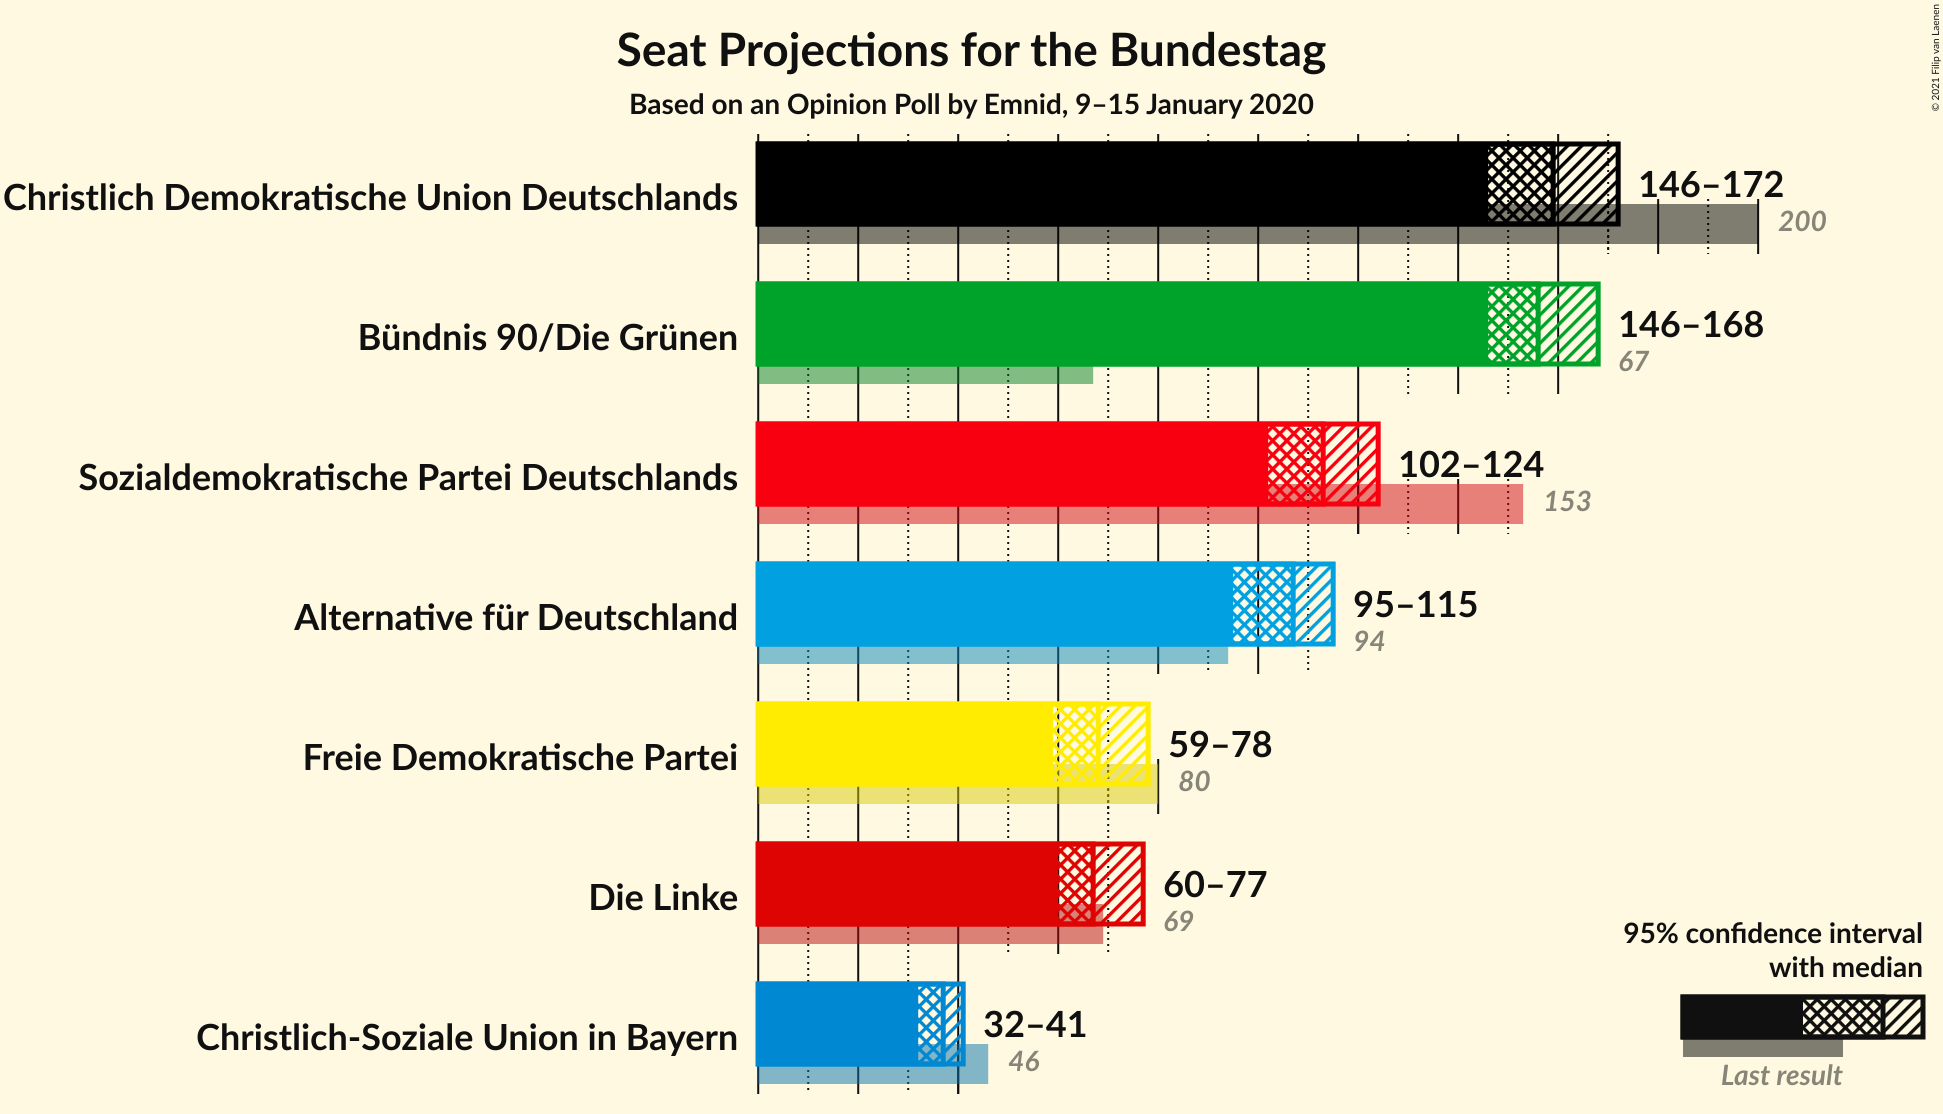 Seat Projections for the Bundestag
Based on an Opinion Poll by Emnid, 9–15 January 2020
© 2021 Filip van Laenen
Christlich Demokratische Union Deutschlands
146–172
200
Bündnis 90/Die Grünen
146–168
67
Sozialdemokratische Partei Deutschlands
102–124
153
Alternative für Deutschland
95–115
94
Freie Demokratische Partei
59–78
80
Die Linke
60–77
69
Christlich-Soziale Union in Bayern
32–41
46
95% confidence interval
with median
Last result